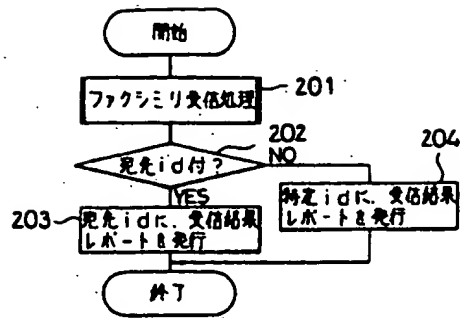 開始
ファクシミリ受信処理
201
202
宛先id付?
NO
204
YES
203
宛先idに、受信結果
レポートを発行
特定idに、受信結果
レポートを発行
終了